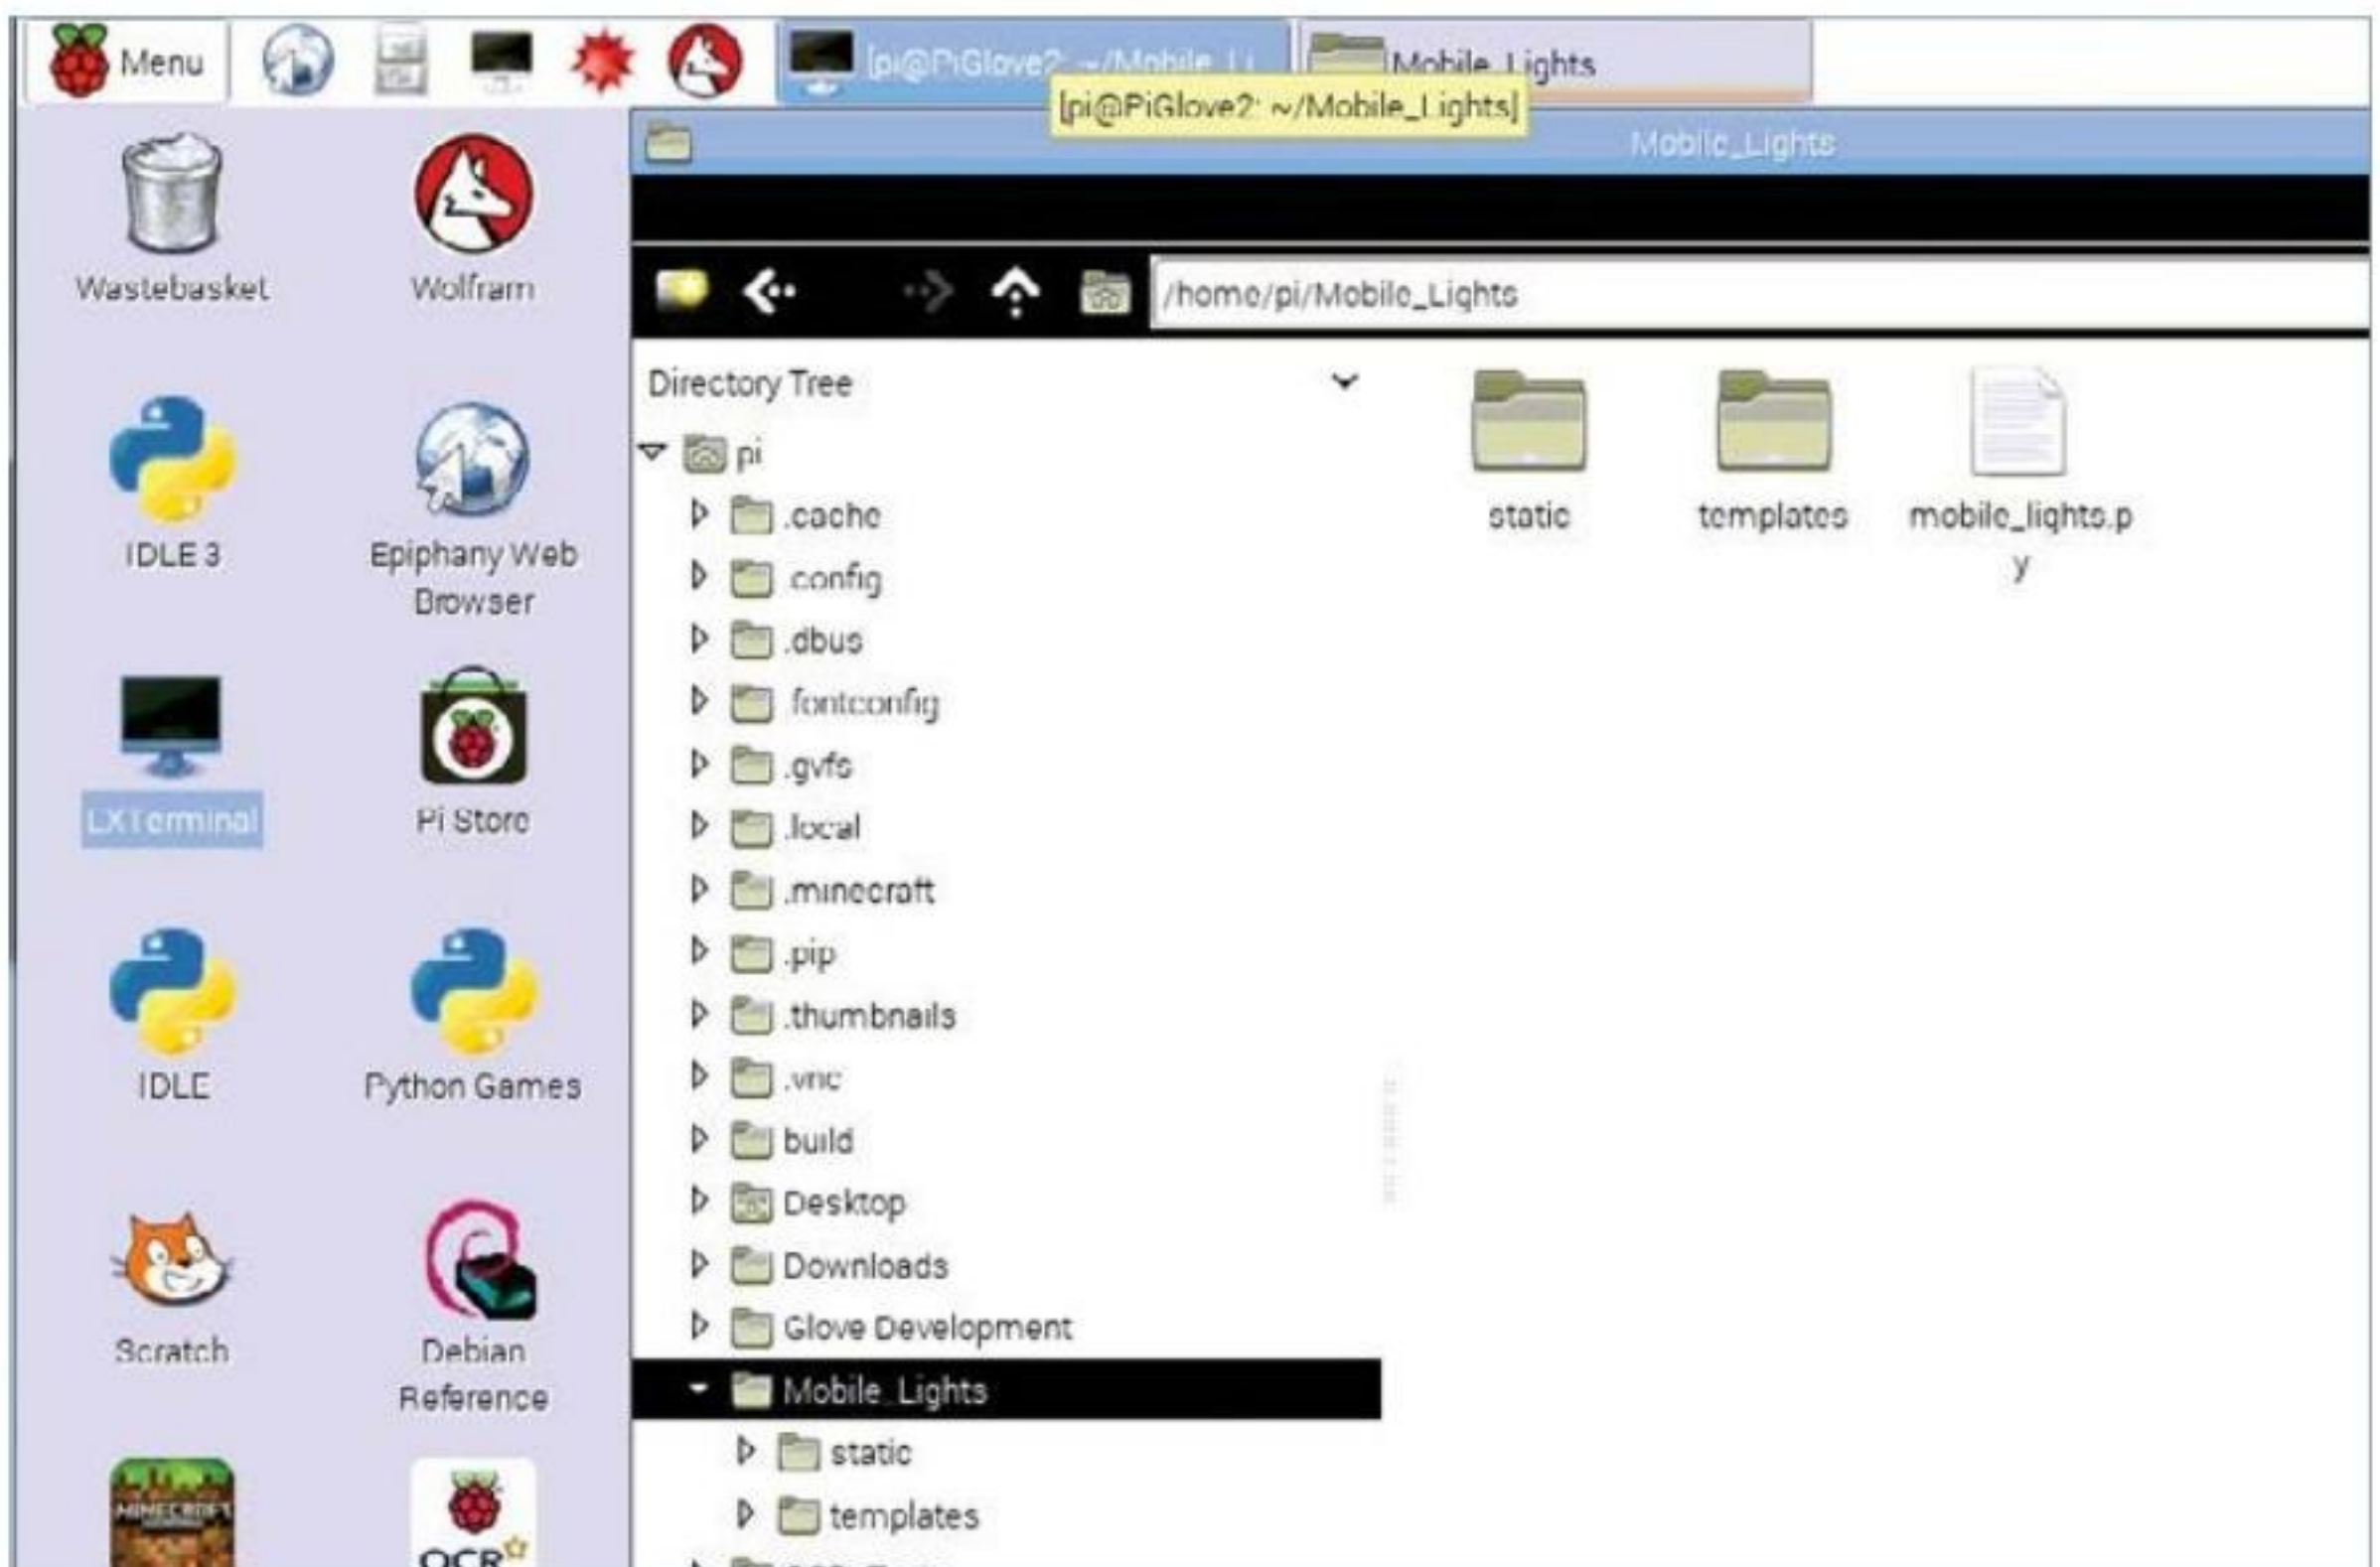 Menu
[pi@PiGlove2: ~/Mobile_Li
Mobile_Lights
[pi@PiGlove2: ~/Mobile_Lights]
Mobile_Lights
/home/pi/Mobile_Lights
Wastebasket
Wolfram
IDLE 3
Epiphany Web
Browser
LXTerminal
Pi Store
IDLE
Python Games
Scratch
Debian
Reference
MINECRAFT
OCR
Directory Tree
pi
.cache
.config
.dbus
.fontconfig
.gvfs
.local
.minecraft
.pip
.thumbnails
.vnc
build
Desktop
Downloads
Glove Development
Mobile_Lights
static
templates
static
templates
mobile_lights.p
y